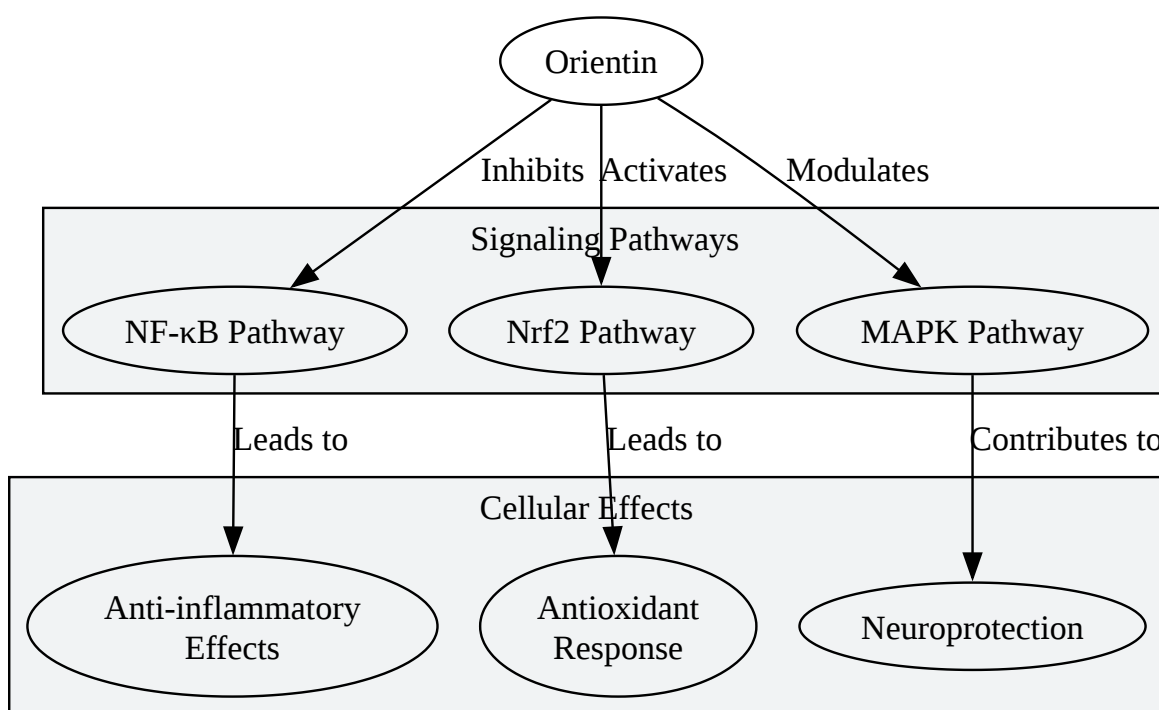 Orientin
Inhibits
Activates
Modulates
Signaling Pathways
NF-κB Pathway
Nrf2 Pathway
MAPK Pathway
Leads to
Leads to
Contributes to
Cellular Effects
Anti-inflammatory
Effects
Antioxidant
Response
Neuroprotection